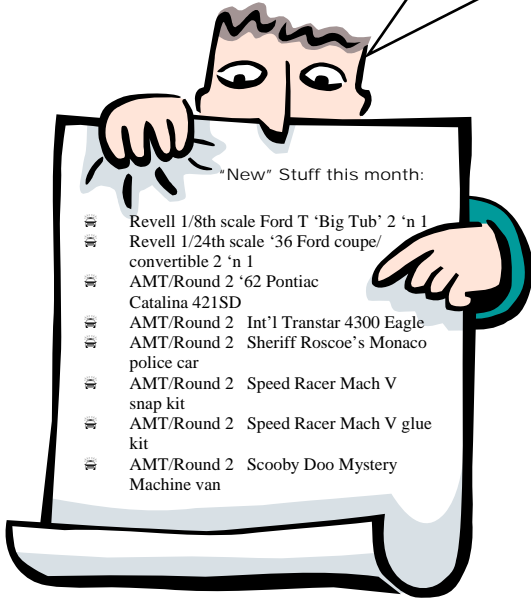 "New" Stuff this month:
Revell 1/8th scale Ford T ‘Big Tub’ 2 ‘n 1
Revell 1/24th scale ‘36 Ford coupe/
convertible 2 ‘n 1
AMT/Round 2 ‘62 Pontiac
Catalina 421SD
AMT/Round 2 Int’l Transtar 4300 Eagle
AMT/Round 2 Sheriff Roscoe’s Monaco
police car
AMT/Round 2 Speed Racer Mach V
snap kit
AMT/Round 2 Speed Racer Mach V glue
kit
AMT/Round 2 Scooby Doo Mystery
Machine van